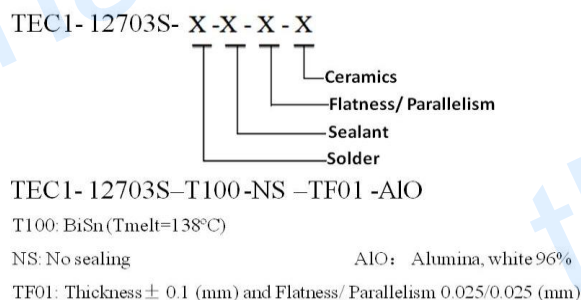 TEC1- 12703S- X -X - X - X
Ceramics
Flatness/ Parallelism
Sealant
Solder
TEC1- 12703S–T100 -NS –TF01 -AlO
T100: BiSn (Tmelt=138°C)
NS: No sealing AlO： Alumina, white 96%
TF01: Thickness ± 0.1 (mm) and Flatness/ Parallelism 0.025/0.025 (mm)